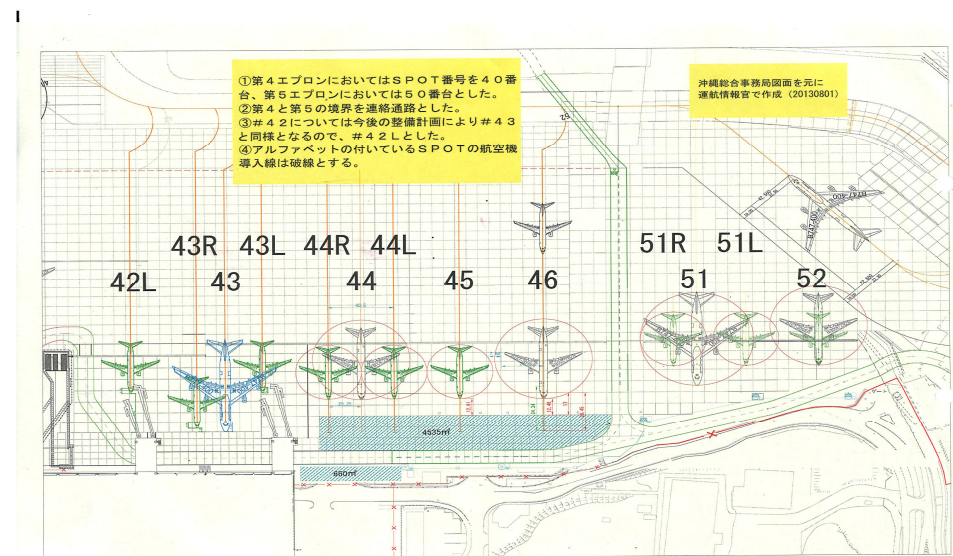 ①第4エプロンにおいてはSPOT番号を40番
台、第5エプロンにおいては50番台とした。
②第4と第5の境界を連絡通路とした。
③#42については今後の整備計画により#43
と同様となるので、#42Lとした。
④アルファベットの付いているSPOTの航空機
導入線は破線とする。
沖縄総合事務局図面を元に
運航情報官で作成(20130801)
B747-400
43R 43L 44R 44L 51R 51L
42L 43 44 45 46 51 52
4535㎡
660㎡